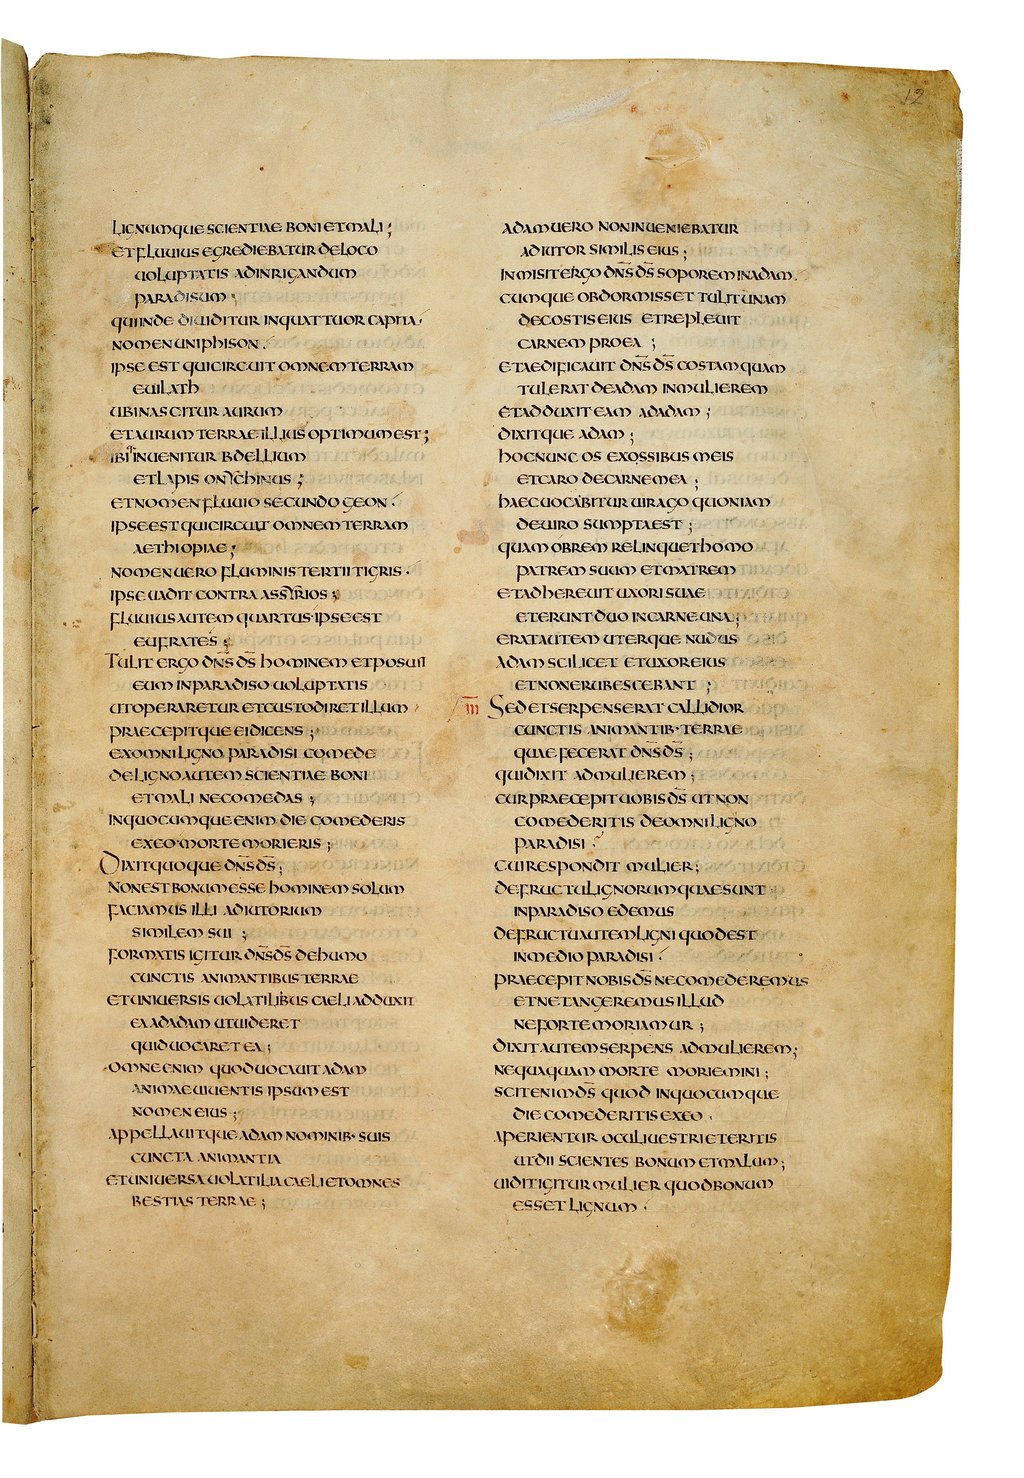 12
LIGNUMQUE SCIENTIAE BONI ET MALI ;
ET FLUUIUS EGREDIEBATUR DE LOCO
UOLUPTATIS AD INRIGANDUM
PARADISUM ;
QUI INDE DIUIDITUR IN QUATTUOR CAPITA .
NOMEN UNI PHISON .
IPSE EST QUI CIRCUIT OMNEM TERRAM
EUILATH
UBI NASCITUR AURUM
ET AURUM TERRAE ILLIUS OPTIMUM EST ;
IBI INUENITUR BDELLIUM
ET LAPIS ONYCHINUS ;
ET NOMEN FLUUIO SECUNDO GEON .
IPSE EST QUI CIRCUIT OMNEM TERRAM
AETHIOPIAE ;
NOMEN UERO FLUMINIS TERTII TIGRIS .
IPSE UADIT CONTRA ASSYRIOS ;
FLUUIUS AUTEM QUARTUS · IPSE EST
EUFRATES ;
TULIT ERGO DN̄S D̄S HOMINEM ET POSUIT
EUM IN PARADISO UOLUPTATIS
UT OPERARETUR ET CUSTODIRET ILLUM
PRAECEPITQUE EI DICENS ;
EX OMNI LIGNO PARADISI COMEDE
DE LIGNO AUTEM SCIENTIAE BONI
ET MALI NE COMEDAS ;
IN QUOCUMQUE ENIM DIE COMEDERIS
EX EO · MORTE MORIERIS ;
DIXIT QUOQUE DN̄S D̄S ;
NON EST BONUM ESSE HOMINEM SOLUM
FACIAMUS ILLI ADIUTORIUM
SIMILEM SUI ;
FORMATIS IGITUR DN̄S D̄S DE HUMO
CUNCTIS ANIMANTIBUS TERRAE
ET UNIUERSIS UOLATILIBUS CAELI ADDUXIT
EA AD ADAM UT UIDERET
QUID UOCARET EA ;
OMNE ENIM QUOD UOCAUIT ADAM
ANIMAE UIUENTIS IPSUM EST
NOMEN EIUS ;
APPELLAUITQUE ADAM NOMINIB· SUIS
CUNCTA ANIMANTIA
ET UNIUERSA UOLATILIA CAELI ET OMNES
BESTIAS TERRAE ;
ADAM UERO NON INUENIEBATUR
ADIUTOR SIMILIS EIUS ;
INMISIT ERGO DN̄S D̄S SOPOREM IN ADAM .
CUMQUE OBDORMISSET TULIT UNAM
DE COSTIS EIUS ET REPLEUIT
CARNEM PRO EA ;
ET AEDIFICAUIT DN̄S D̄S COSTAM QUAM
TULERAT DE ADAM IN MULIEREM
ET ADDUXIT EAM AD ADAM ;
DIXITQUE ADAM ;
HOC NUNC OS EX OSSIBUS MEIS
ET CARO DE CARNE MEA ;
HAEC UOCABITUR UIRAGO QUONIAM
DE UIRO SUMPTA EST ;
QUAM OBREM RELINQUET HOMO
PATREM SUUM ET MATREM
ET ADHEREUIT UXORI SUAE
ET ERUNT DUO IN CARNE UNA ;
ERAT AUTEM UTERQUE NUDUS
ADAM SCILICET ET UXOR EIUS
ET NON ERUBESCEBANT ;
III SED ET SERPENS ERAT CALLIDIOR
CUNCTIS ANIMANTIB· TERRAE
QUAE FECERAT DN̄S D̄S ;
QUI DIXIT AD MULIEREM ;
CUR PRAECEPIT UOBIS D̄S UT NON
COMEDERITIS DE OMNI LIGNO
PARADISI .
CUI RESPONDIT MULIER ;
DE FRUCTU LIGNORUM QUAE SUNT
IN PARADISO EDEMUS
DE FRUCTU AUTEM LIGNI QUOD EST
IN MEDIO PARADISI .
PRAECEPIT NOBIS D̄S NE COMEDEREMUS
ET NE TANGEREMUS ILLUD
NE FORTE MORIAMUR ;
DIXIT AUTEM SERPENS AD MULIEREM ;
NEQUAQUAM MORTE MORIEMINI ;
SCIT ENIM D̄S QUOD IN QUOCUMQUE
DIE COMEDERITIS EX EO .
APERIENTUR OCULI UESTRI ET ERITIS
UT DII SCIENTES BONUM ET MALUM ;
UIDIT IGITUR MULIER QUOD BONUM
ESSET LIGNUM .